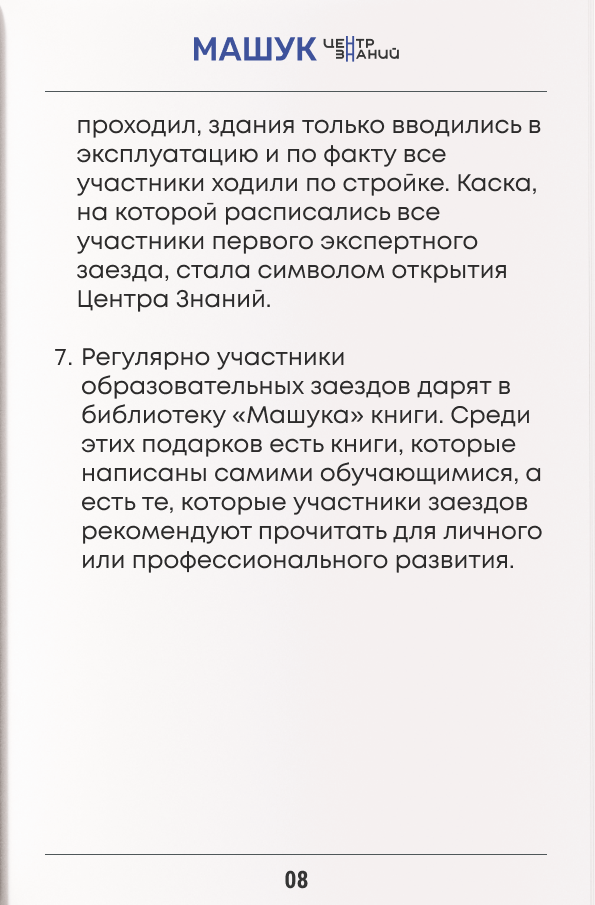 МАШУК ЦЕНТР ЗНАНИЙ
проходил, здания только вводились в
эксплуатацию и по факту все
участники ходили по стройке. Каска,
на которой расписались все
участники первого экспертного
заезда, стала символом открытия
Центра Знаний.
7. Регулярно участники
образовательных заездов дарят в
библиотеку «Машука» книги. Среди
этих подарков есть книги, которые
написаны самими обучающимися, а
есть те, которые участники заездов
рекомендуют прочитать для личного
или профессионального развития.
08